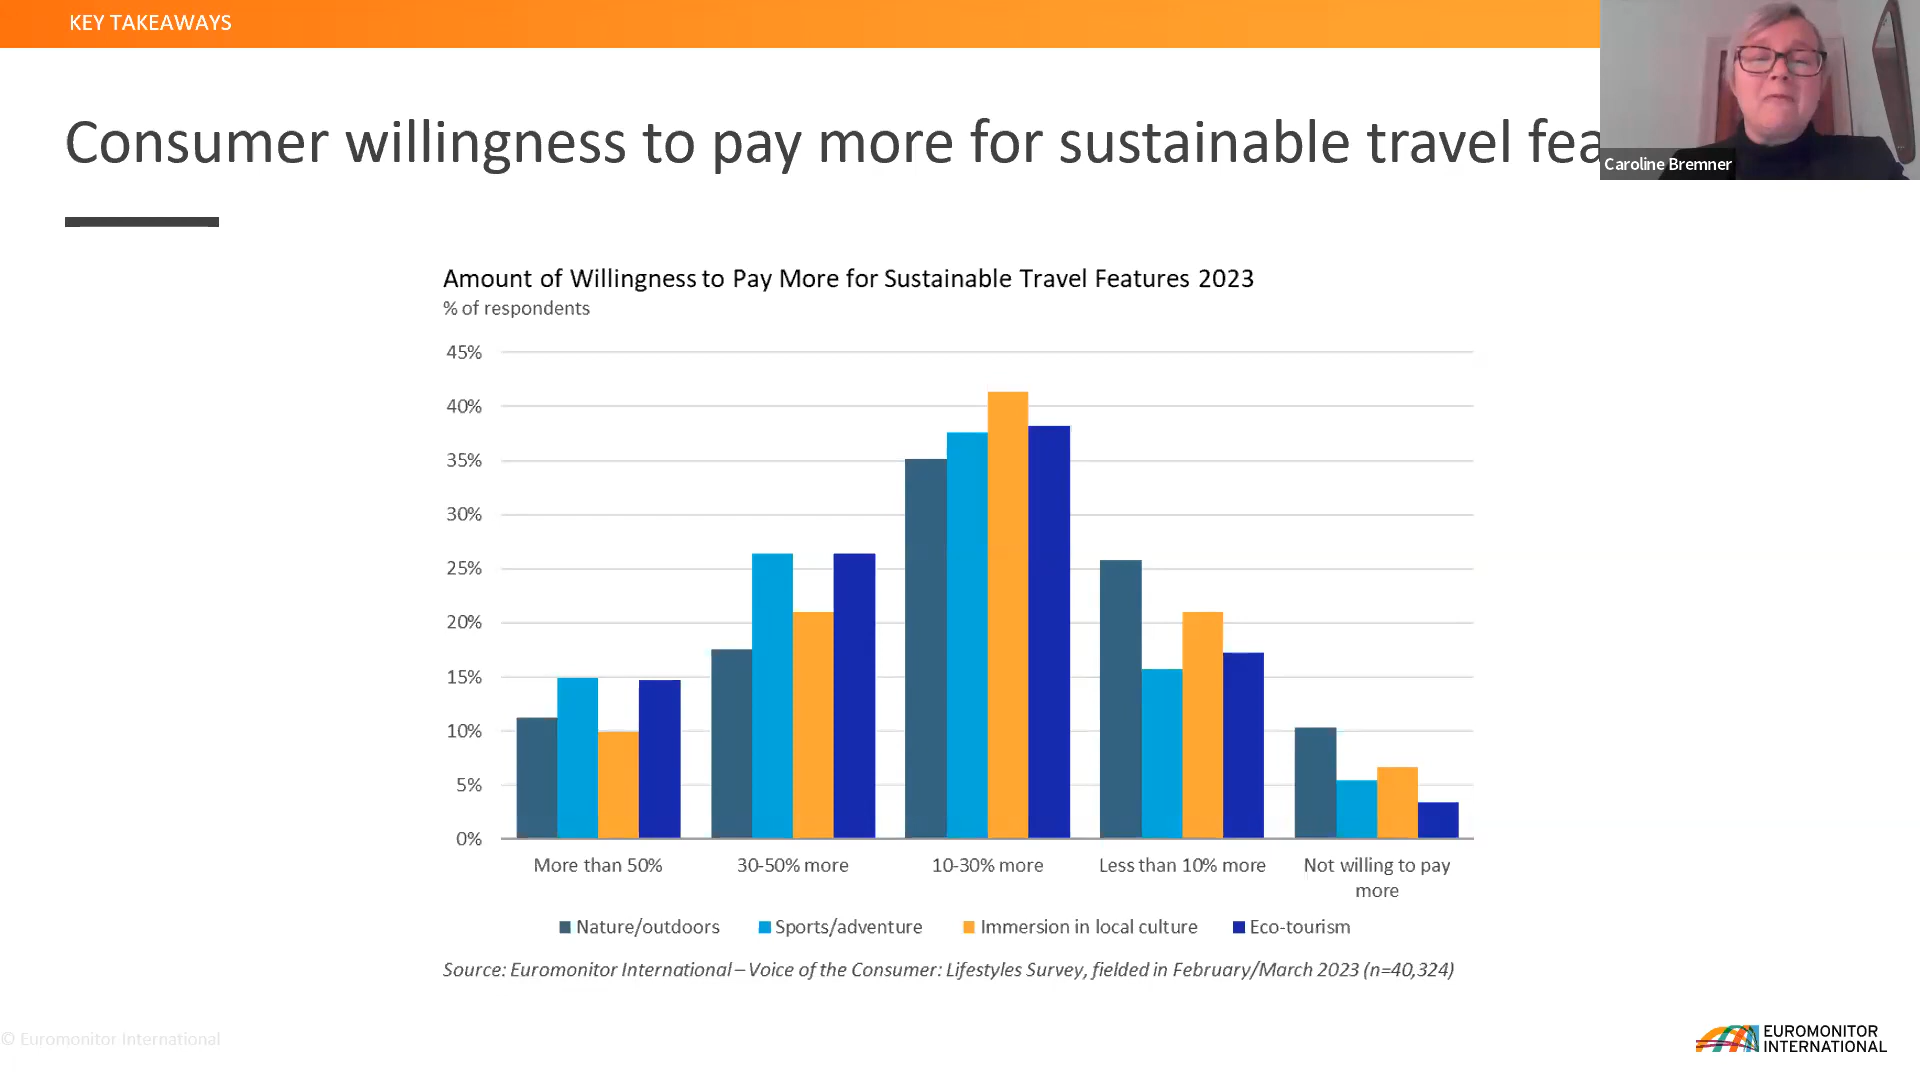 KEY TAKEAWAYS
Consumer willingness to pay more for sustainable travel
Caroline Bremner
Amount of Willingness to Pay More for Sustainable Travel Features 2023
% of respondents
45%
40%
35%
30%
25%
20%
15%
10%
5%
0%
More than 50%
30-50% more
10-30% more
Less than 10% more
Not willing to pay
more
Nature/outdoors
Sports/adventure
Immersion in local culture
Eco-tourism
Source: Euromonitor International – Voice of the Consumer: Lifestyles Survey, fielded in February/March 2023 (n=40,324)
© Euromonitor International
EUROMONITOR
INTERNATIONAL